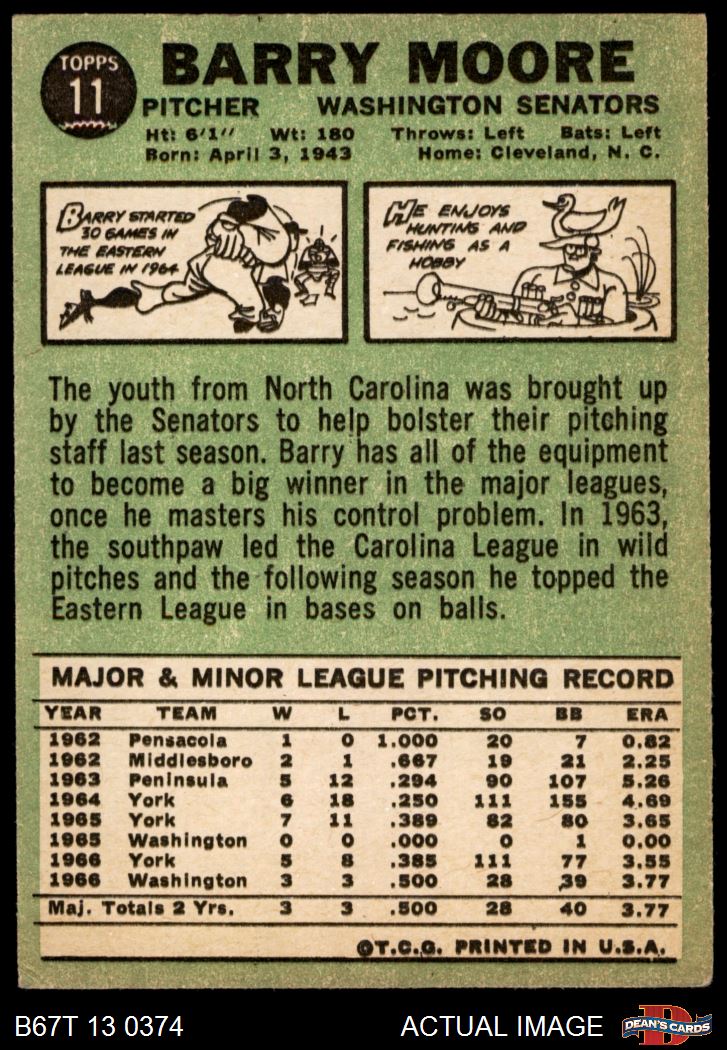 TOPPS
11
BARRY MOORE
PITCHER WASHINGTON SENATORS
Ht: 6'1" Wt: 180 Throws: Left Bats: Left
Born: April 3, 1943 Home: Cleveland, N. C.
BARRY STARTED
30 GAMES IN
THE EASTERN
LEAGUE IN 1964
HE ENJOYS
HUNTING AND
FISHING AS A
HOBBY
The youth from North Carolina was brought up
by the Senators to help bolster their pitching
staff last season. Barry has all of the equipment
to become a big winner in the major leagues,
once he masters his control problem. In 1963,
the southpaw led the Carolina League in wild
pitches and the following season he topped the
Eastern League in bases on balls.
MAJOR & MINOR LEAGUE PITCHING RECORD
YEAR TEAM W L PCT. SO BB ERA
1962 Pensacola 1 0 1.000 20 7 0.82
1962 Middlesboro 2 1 .667 19 21 2.25
1963 Peninsula 5 12 .294 90 107 5.26
1964 York 6 18 .250 111 155 4.69
1965 York 7 11 .389 82 80 3.65
1965 Washington 0 0 .000 0 1 0.00
1966 York 5 8 .385 111 77 3.55
1966 Washington 3 3 .500 28 39 3.77
Maj. Totals 2 Yrs. 3 3 .500 28 40 3.77
©T.C.G. PRINTED IN U.S.A.
B67T 13 0374 ACTUAL IMAGE
DEAN'S CARDS